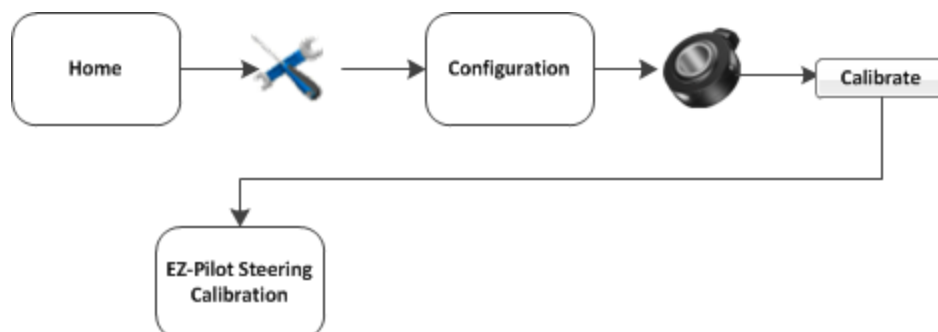 Home
Configuration
Calibrate
EZ-Pilot Steering
Calibration